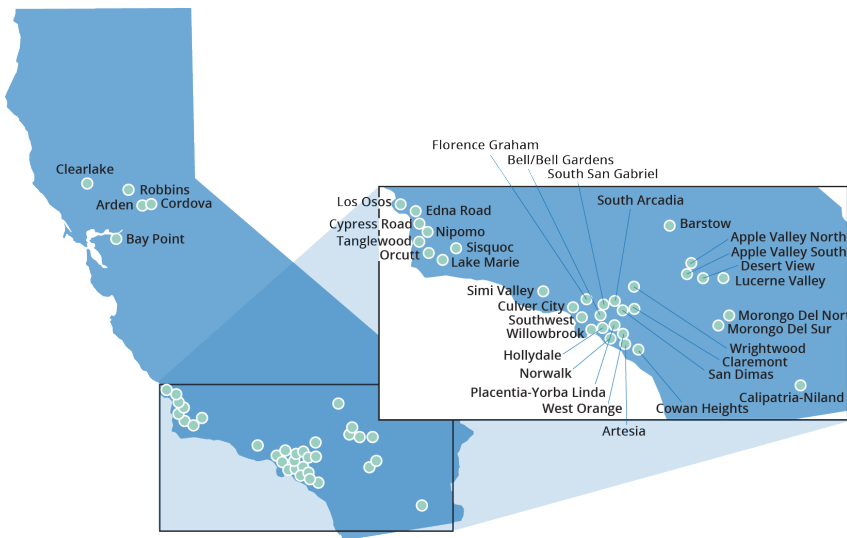 Clearlake
Robbins
Arden
Cordova
Bay Point
Florence Graham
Bell/Bell Gardens
South San Gabriel
South Arcadia
Los Osos
Edna Road
Cypress Road
Nipomo
Tanglewood
Sisquoc
Orcutt
Lake Marie
Barstow
Apple Valley North
Apple Valley South
Desert View
Lucerne Valley
Simi Valley
Culver City
Southwest
Willowbrook
Hollydale
Norwalk
Placentia-Yorba Linda
West Orange
Artesia
Morongo Del Nort
Morongo Del Sur
Wrightwood
Claremont
San Dimas
Calipatria-Niland
Cowan Heights